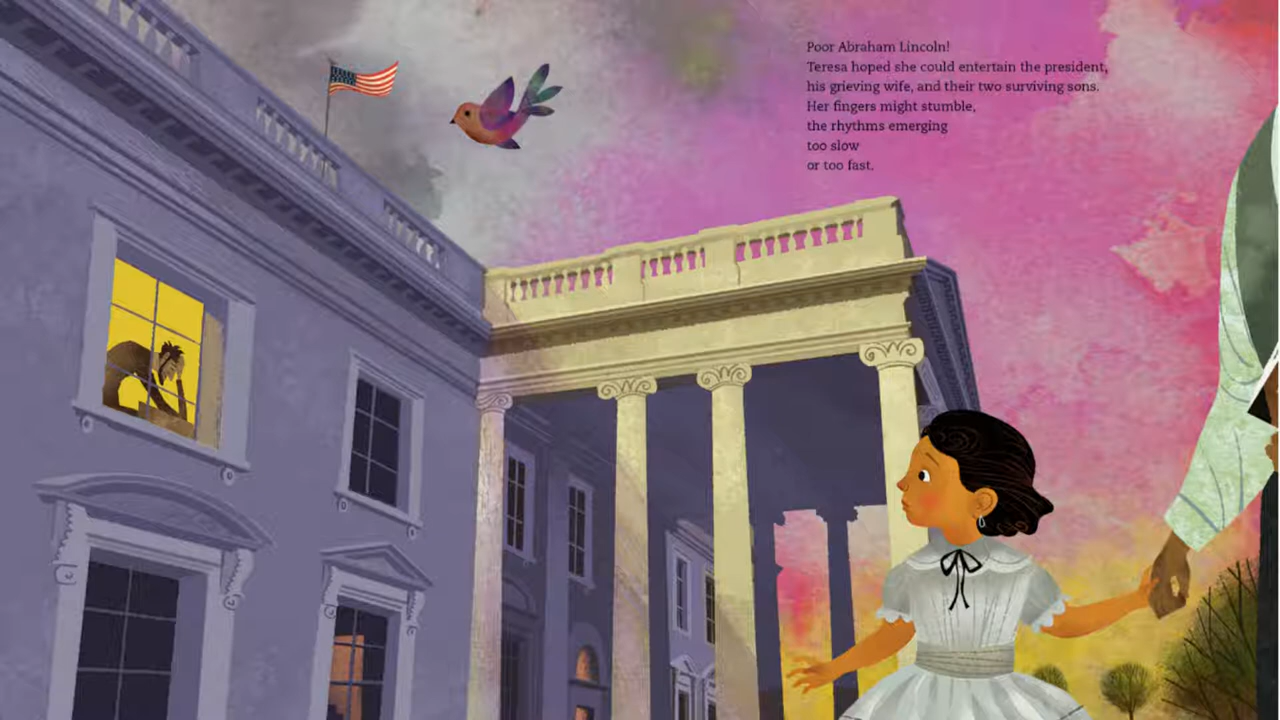 Poor Abraham Lincoln!
Teresa hoped she could entertain the president,
his grieving wife, and their two surviving sons.
Her fingers might stumble,
the rhythms emerging
too slow
or too fast.